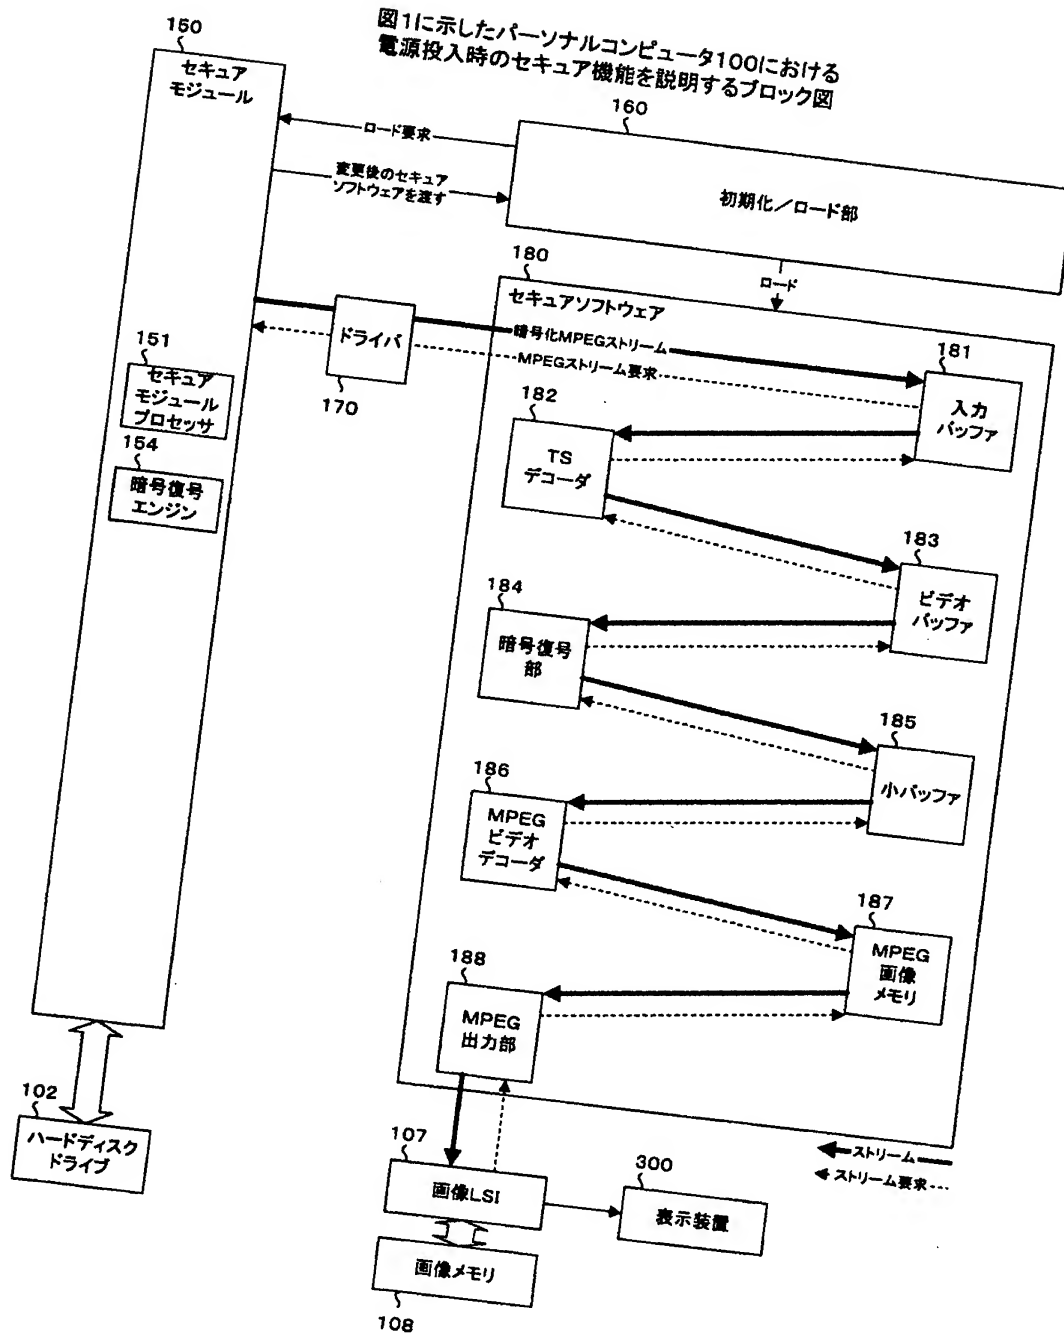 図1に示したパーソナルコンピュータ100における
電源投入時のセキュア機能を説明するブロック図
150
セキュア
モジュール
160
ロード要求
変更後のセキュア
ソフトウェアを渡す
初期化／ロード部
ロード
180
セキュアソフトウェア
ドライバ
170
暗号化MPEGストリーム
MPEGストリーム要求
151
セキュア
モジュール
プロセッサ
154
暗号復号
エンジン
181
入力
バッファ
182
TS
デコーダ
183
ビデオ
バッファ
184
暗号復号
部
185
小バッファ
186
MPEG
ビデオ
デコーダ
187
MPEG
画像
メモリ
188
MPEG
出力部
102
ハードディスク
ドライブ
ストリーム
ストリーム要求
107
画像LSI
300
表示装置
画像メモリ
108